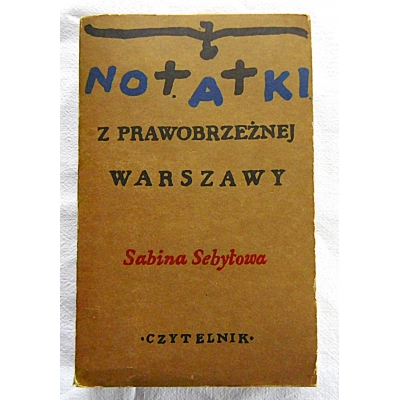 NOTATKI
Z PRAWOBRZEŻNEJ
WARSZAWY
Sabina Sebyłowa
·CZYTELNIK·